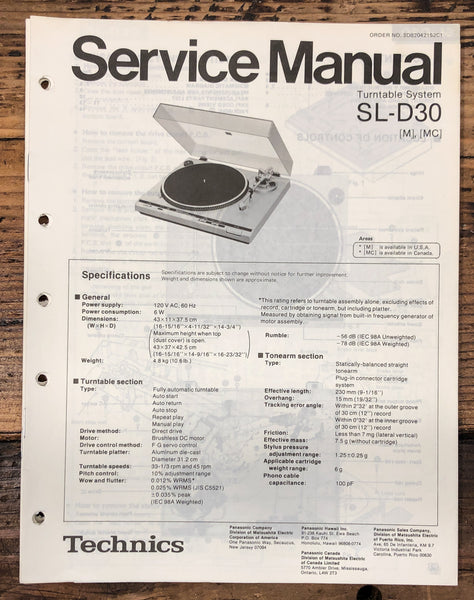 ORDER NO. SD82042152C1
Service Manual
Turntable System
SL-D30
[M], [MC]
Areas
* [M] is available in U.S.A.
* [MC] is available in Canada.
Specifications
Specifications are subject to change without notice for further improvement.
Weight and dimensions shown are approximate.
■ General
Power supply: 120 V AC, 60 Hz
Power consumption: 6 W
Dimensions: 43×11×37.5 cm
(W×H×D) (16-15/16"×4-11/32"×14-3/4")
Maximum height when top
(dust cover) is open.
43×37×42.5 cm
(16-15/16"×14-9/16"×16-23/32")
Weight: 4.8 kg (10.6 lb.)
■ Turntable section
Type: Fully automatic turntable
Auto start
Auto return
Auto stop
Repeat play
Manual play
Drive method: Direct drive
Motor: Brushless DC motor
Drive control method: F.G servo control
Turntable platter: Aluminum die-cast
Diameter 31.2 cm
Turntable speeds: 33-1/3 rpm and 45 rpm
Pitch control: 10% adjustment range
Wow and flutter: 0.012% WRMS*
0.025% WRMS (JIS C5521)
±0.035% peak
(IEC 98A Weighted)
*This rating refers to turntable assembly alone, excluding effects of
record, cartridge or tonearm, but including platter.
Measured by obtaining signal from built-in frequency generator of
motor assembly.
Rumble: −56 dB (IEC 98A Unweighted)
−78 dB (IEC 98A Weighted)
■ Tonearm section
Type: Statically-balanced straight
tonearm
Plug-in connector cartridge
system
Effective length: 230 mm (9-1/16")
Overhang: 15 mm (19/32")
Tracking error angle: Within 2°32' at the outer groove
of 30 cm (12") record
Within 0°32' at the inner groove
of 30 cm (12") record
Friction: Less than 7 mg (lateral vertical)
Effective mass: 7.5 g (without cartridge)
Stylus pressure
adjustment range: 1.25±0.25 g
Applicable cartridge
weight range: 6 g
Phono cable
capacitance: 100 pF
Technics
Panasonic Company
Division of Matsushita Electric
Corporation of America
One Panasonic Way, Secaucus,
New Jersey 07094
Panasonic Hawaii Inc.
91-238 Kauhi St. Ewa Beach
P.O. Box 774
Honolulu, Hawaii 96808-0774
Panasonic Canada
Division of Matsushita Electric
of Canada Limited
5770 Ambler Drive, Mississauga,
Ontario, L4W 2T3
Panasonic Sales Company,
Division of Matsushita Electric
of Puerto Rico, Inc.
Ave. 65 De Infanteria, KM 9.7
Victoria Industrial Park
Carolina, Puerto Rico 00630